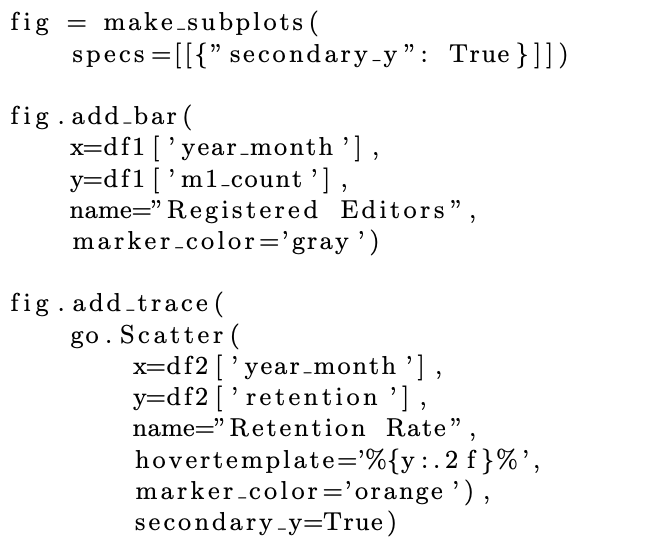 fig = make_subplots(
    specs=[[{"secondary_y": True}]])

fig.add_bar(
    x=df1['year_month'],
    y=df1['m1_count'],
    name="Registered Editors",
    marker_color='gray')

fig.add_trace(
    go.Scatter(
        x=df2['year_month'],
        y=df2['retention'],
        name="Retention Rate",
        hovertemplate='%{y:.2f}%',
        marker_color='orange'),
        secondary_y=True)